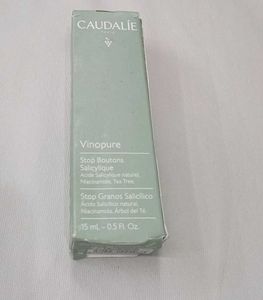 CAUDALÍE
PARIS
Vinopure
Stop Boutons
Salicylique
Acide Salicylique naturel,
Niacinamide, Tea Tree.
Stop Granos Salicílico
Ácido Salicílico natural,
Niacinamida, Árbol del Té.
15 mL - 0.5 Fl. Oz.